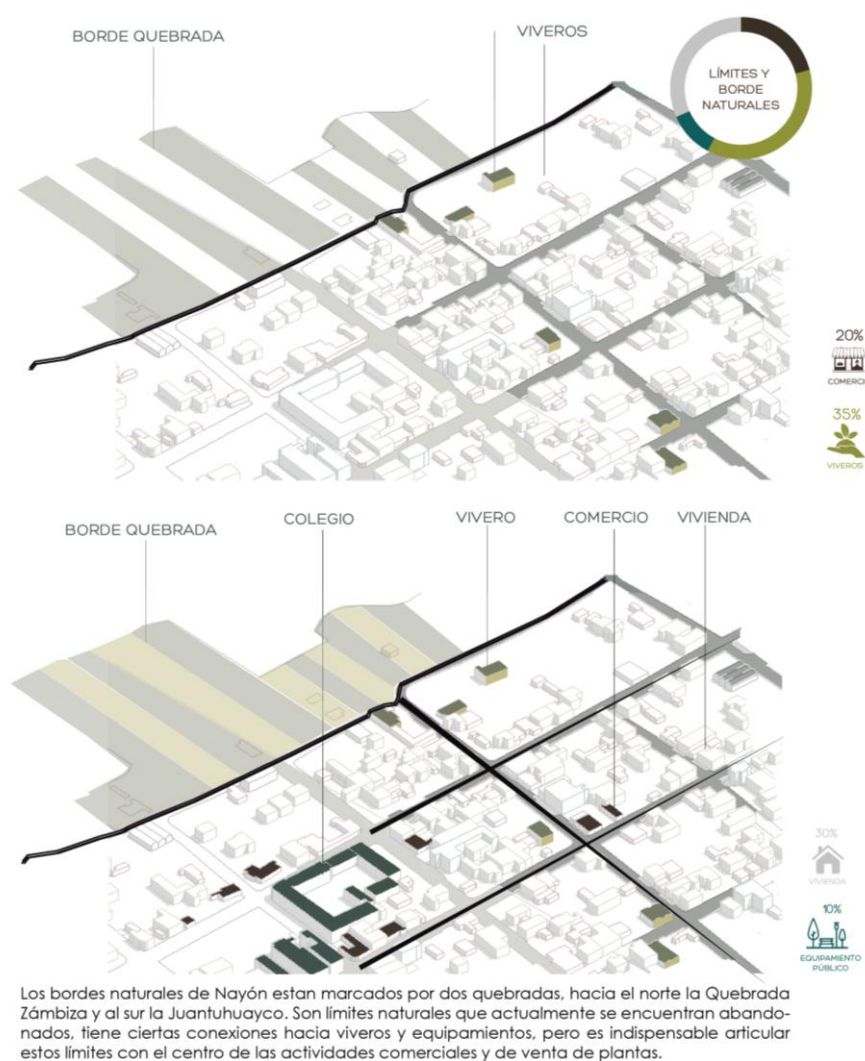 BORDE QUEBRADA
VIVEROS
LÍMITES Y
BORDE
NATURALES
20%
COMERCI
35%
VIVEROS
BORDE QUEBRADA
COLEGIO
VIVERO
COMERCIO
VIVIENDA
30%
VIVIENDA
10%
EQUIPAMIENTO
PÚBLICO
Los bordes naturales de Nayón estan marcados por dos quebradas, hacia el norte la Quebrada
Zámbiza y al sur la Juantuhuayco. Son límites naturales que actualmente se encuentran abando-
nados, tiene ciertas conexiones hacia viveros y equipamientos, pero es indispensable articular
estos límites con el centro de las actividades comerciales y de venta de plantas.